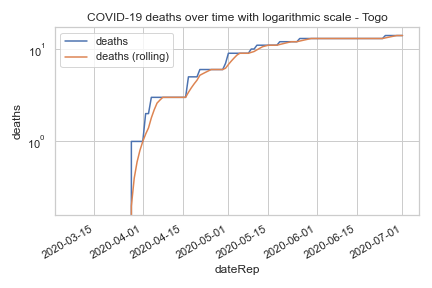 COVID-19 deaths over time with logarithmic scale - Togo
deaths
deaths (rolling)
10¹
10⁰
deaths
2020-03-15
2020-04-01
2020-04-15
2020-05-01
2020-05-15
2020-06-01
2020-06-15
2020-07-01
dateRep